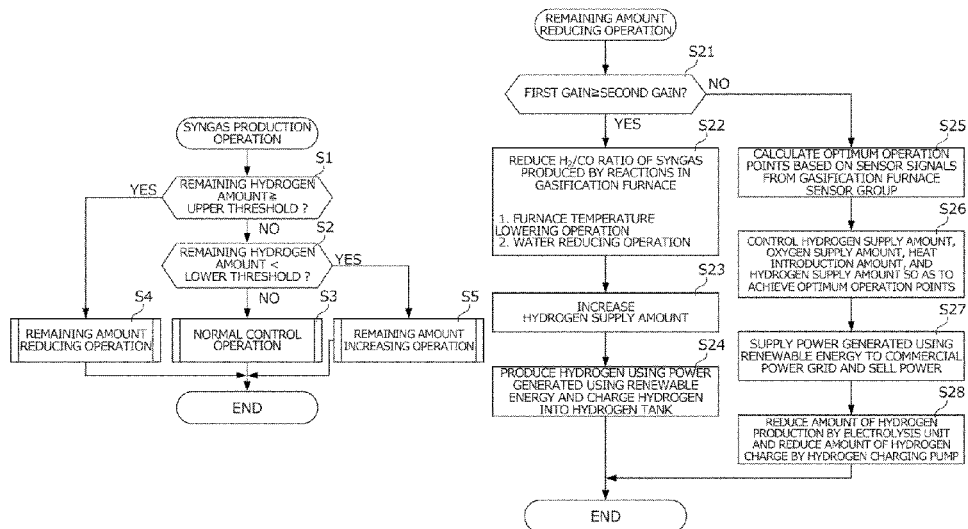 SYNGAS PRODUCTION
OPERATION
S1
REMAINING HYDROGEN
AMOUNT≧
UPPER THRESHOLD ?
YES
NO
S2
REMAINING HYDROGEN
AMOUNT <
LOWER THRESHOLD ?
YES
NO
S4
REMAINING AMOUNT
REDUCING OPERATION
S3
NORMAL CONTROL
OPERATION
S5
REMAINING AMOUNT
INCREASING OPERATION
END
REMAINING AMOUNT
REDUCING OPERATION
S21
FIRST GAIN≧SECOND GAIN?
NO
YES
S22
REDUCE H₂/CO RATIO OF SYNGAS
PRODUCED BY REACTIONS IN
GASIFICATION FURNACE
1. FURNACE TEMPERATURE
LOWERING OPERATION
2. WATER REDUCING OPERATION
S23
INCREASE
HYDROGEN SUPPLY AMOUNT
S24
PRODUCE HYDROGEN USING POWER
GENERATED USING RENEWABLE
ENERGY AND CHARGE HYDROGEN
INTO HYDROGEN TANK
S25
CALCULATE OPTIMUM OPERATION
POINTS BASED ON SENSOR SIGNALS
FROM GASIFICATION FURNACE
SENSOR GROUP
S26
CONTROL HYDROGEN SUPPLY AMOUNT,
OXYGEN SUPPLY AMOUNT, HEAT
INTRODUCTION AMOUNT, AND
HYDROGEN SUPPLY AMOUNT SO AS TO
ACHIEVE OPTIMUM OPERATION POINTS
S27
SUPPLY POWER GENERATED USING
RENEWABLE ENERGY TO COMMERCIAL
POWER GRID AND SELL POWER
S28
REDUCE AMOUNT OF HYDROGEN
PRODUCTION BY ELECTROLYSIS UNIT
AND REDUCE AMOUNT OF HYDROGEN
CHARGE BY HYDROGEN CHARGING PUMP
END